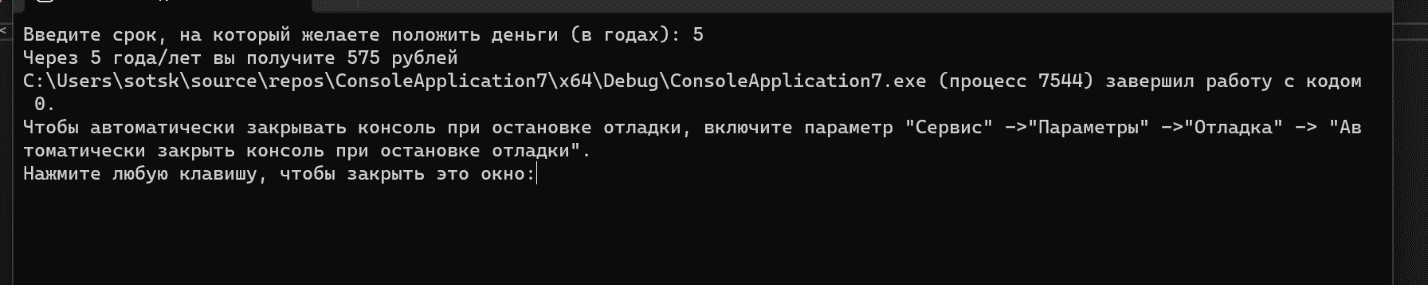 Введите срок, на который желаете положить деньги (в годах): 5
Через 5 года/лет вы получите 575 рублей
C:\Users\sotsk\source\repos\ConsoleApplication7\x64\Debug\ConsoleApplication7.exe (процесс 7544) завершил работу с кодом
 0.
Чтобы автоматически закрывать консоль при остановке отладки, включите параметр "Сервис" ->"Параметры" ->"Отладка" -> "Ав
томатически закрыть консоль при остановке отладки".
Нажмите любую клавишу, чтобы закрыть это окно: